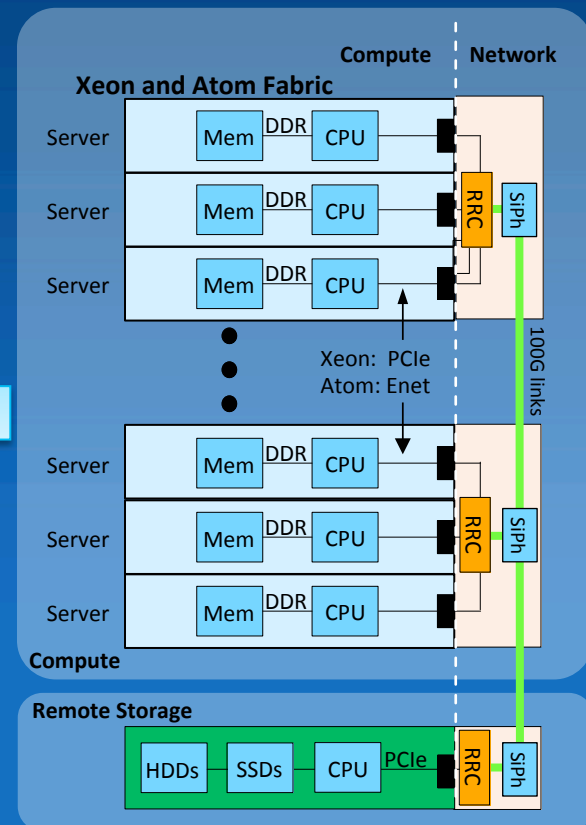 Compute
Network
Xeon and Atom Fabric
Server
Mem
DDR
CPU
Server
Mem
DDR
CPU
Server
Mem
DDR
CPU
RRC
SiPh
100G links
Xeon: PCIe
Atom: Enet
Server
Mem
DDR
CPU
Server
Mem
DDR
CPU
Server
Mem
DDR
CPU
RRC
SiPh
Compute
Remote Storage
HDDs
SSDs
CPU
PCIe
RRC
SiPh